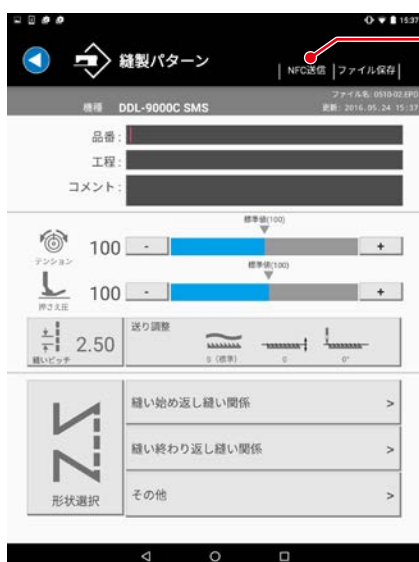 15:37
縫製パターン
NFC送信 ファイル保存
ファイル名: 0510-02.EPD
機種 DDL-9000C SMS
更新: 2016.05.24 15:37
品番:
工程:
コメント:
標準値(100)
テンション 100 - +
標準値(100)
押さえ圧 100 - +
縫いピッチ 2.50
送り調整
S (標準) 0 0°
縫い始め返し縫い関係 >
縫い終わり返し縫い関係 >
その他 >
形状選択